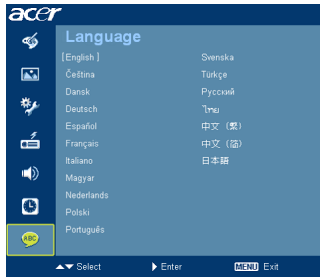 acer
Language
[English]
Čeština
Dansk
Deutsch
Español
Français
Italiano
Magyar
Nederlands
Polski
Português
Svenska
Türkçe
Русский
ไทย
中文 (繁)
中文 (简)
日本語
ABC
▲▼ Select
▶ Enter
MENU Exit